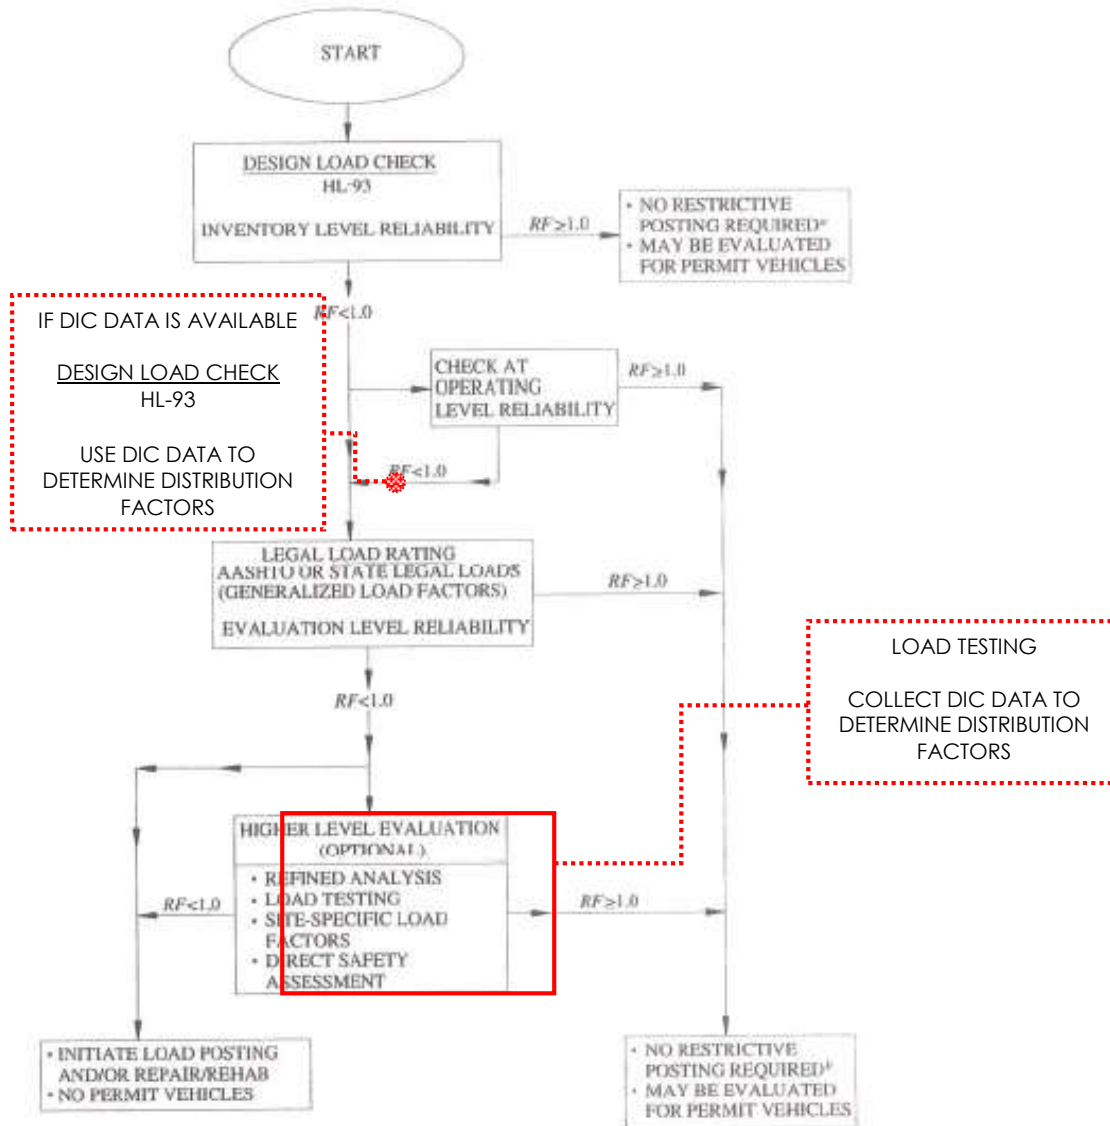 START
DESIGN LOAD CHECK
HL-93
INVENTORY LEVEL RELIABILITY
RF≥1.0
• NO RESTRICTIVE
POSTING REQUIREDᵃ
• MAY BE EVALUATED
FOR PERMIT VEHICLES
RF<1.0
IF DIC DATA IS AVAILABLE
DESIGN LOAD CHECK
HL-93
USE DIC DATA TO
DETERMINE DISTRIBUTION
FACTORS
CHECK AT
OPERATING
LEVEL RELIABILITY
RF≥1.0
RF<1.0
LEGAL LOAD RATING
AASHTO OR STATE LEGAL LOADS
(GENERALIZED LOAD FACTORS)
EVALUATION LEVEL RELIABILITY
RF≥1.0
LOAD TESTING
COLLECT DIC DATA TO
DETERMINE DISTRIBUTION
FACTORS
RF<1.0
HIGHER LEVEL EVALUATION
(OPTIONAL)
• REFINED ANALYSIS
• LOAD TESTING
• SITE-SPECIFIC LOAD
FACTORS
• DIRECT SAFETY
ASSESSMENT
RF<1.0
RF≥1.0
• INITIATE LOAD POSTING
AND/OR REPAIR/REHAB
• NO PERMIT VEHICLES
• NO RESTRICTIVE
POSTING REQUIREDᵇ
• MAY BE EVALUATED
FOR PERMIT VEHICLES